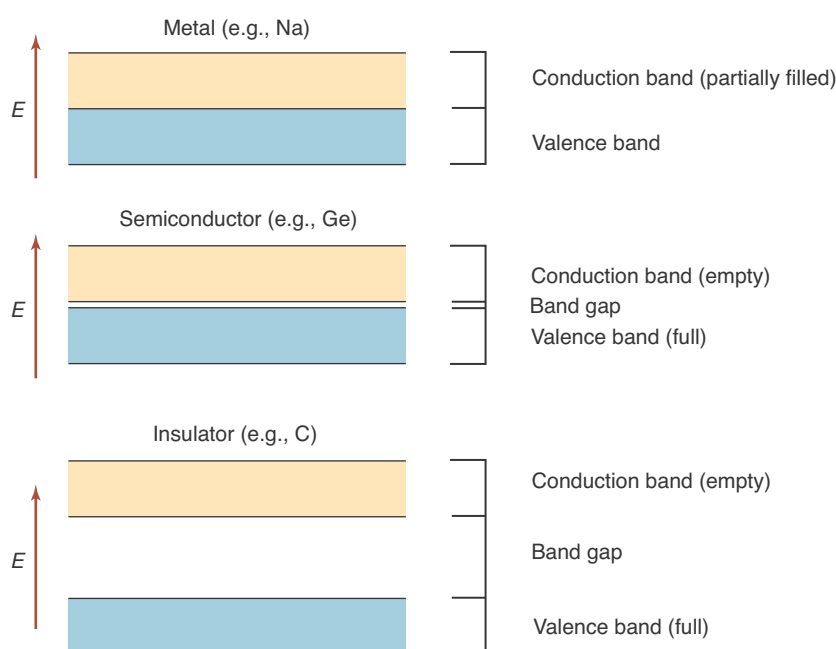 Metal (e.g., Na)
E
Conduction band (partially filled)
Valence band
Semiconductor (e.g., Ge)
E
Conduction band (empty)
Band gap
Valence band (full)
Insulator (e.g., C)
E
Conduction band (empty)
Band gap
Valence band (full)